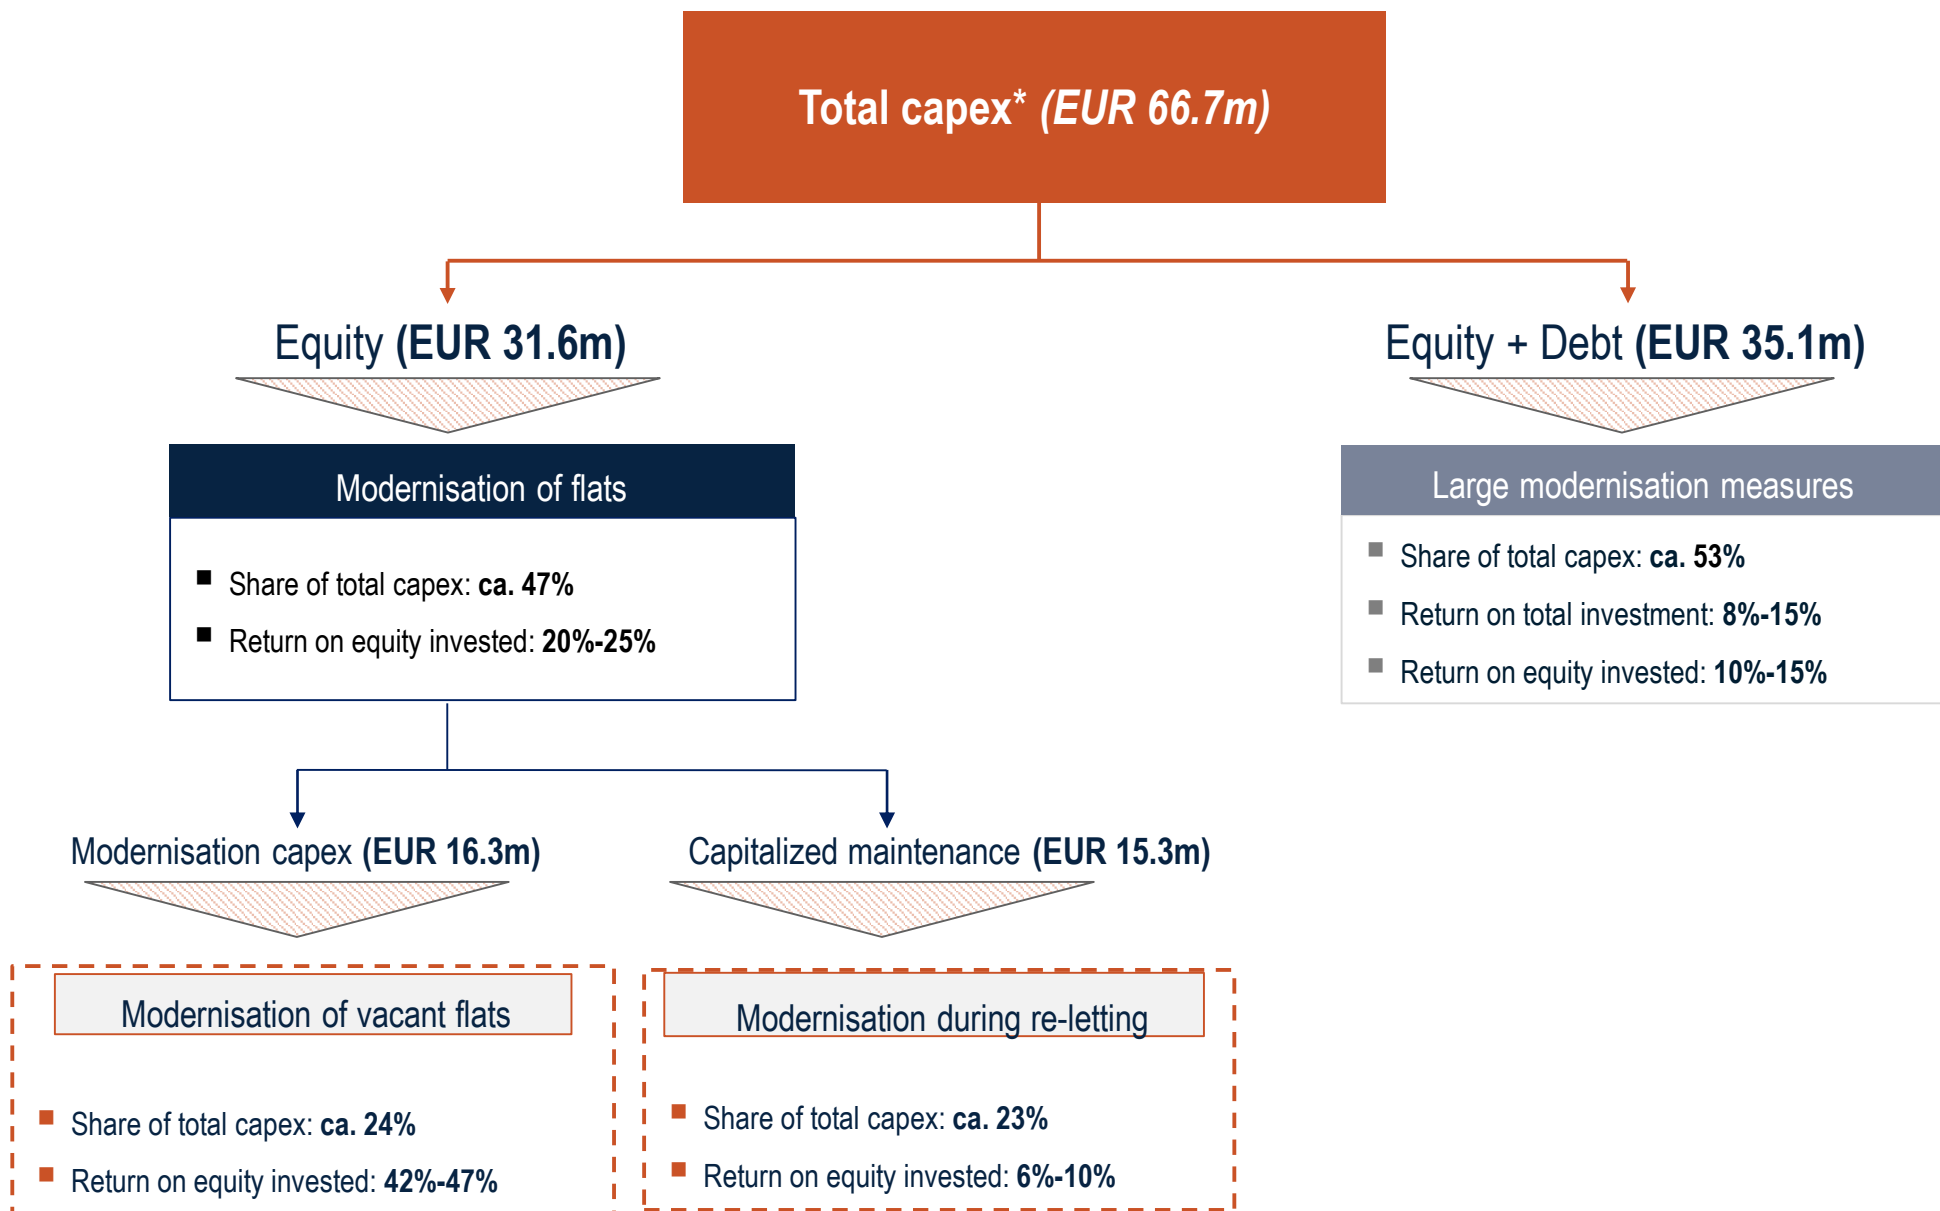 Total capex* (EUR 66.7m)
Equity (EUR 31.6m)
Equity + Debt (EUR 35.1m)
Modernisation of flats
Share of total capex: ca. 47%
Return on equity invested: 20%-25%
Large modernisation measures
Share of total capex: ca. 53%
Return on total investment: 8%-15%
Return on equity invested: 10%-15%
Modernisation capex (EUR 16.3m)
Capitalized maintenance (EUR 15.3m)
Modernisation of vacant flats
Share of total capex: ca. 24%
Return on equity invested: 42%-47%
Modernisation during re-letting
Share of total capex: ca. 23%
Return on equity invested: 6%-10%